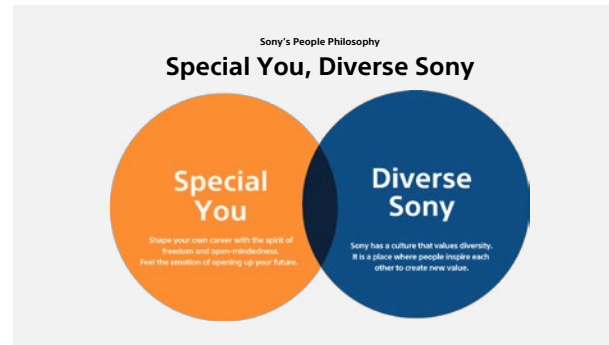 Sony's People Philosophy
Special You, Diverse Sony
Special
You
Shape your own career with the spirit of
freedom and open-mindedness.
Feel the emotion of opening up your future.
Diverse
Sony
Sony has a culture that values diversity.
It is a place where people inspire each
other to create new value.